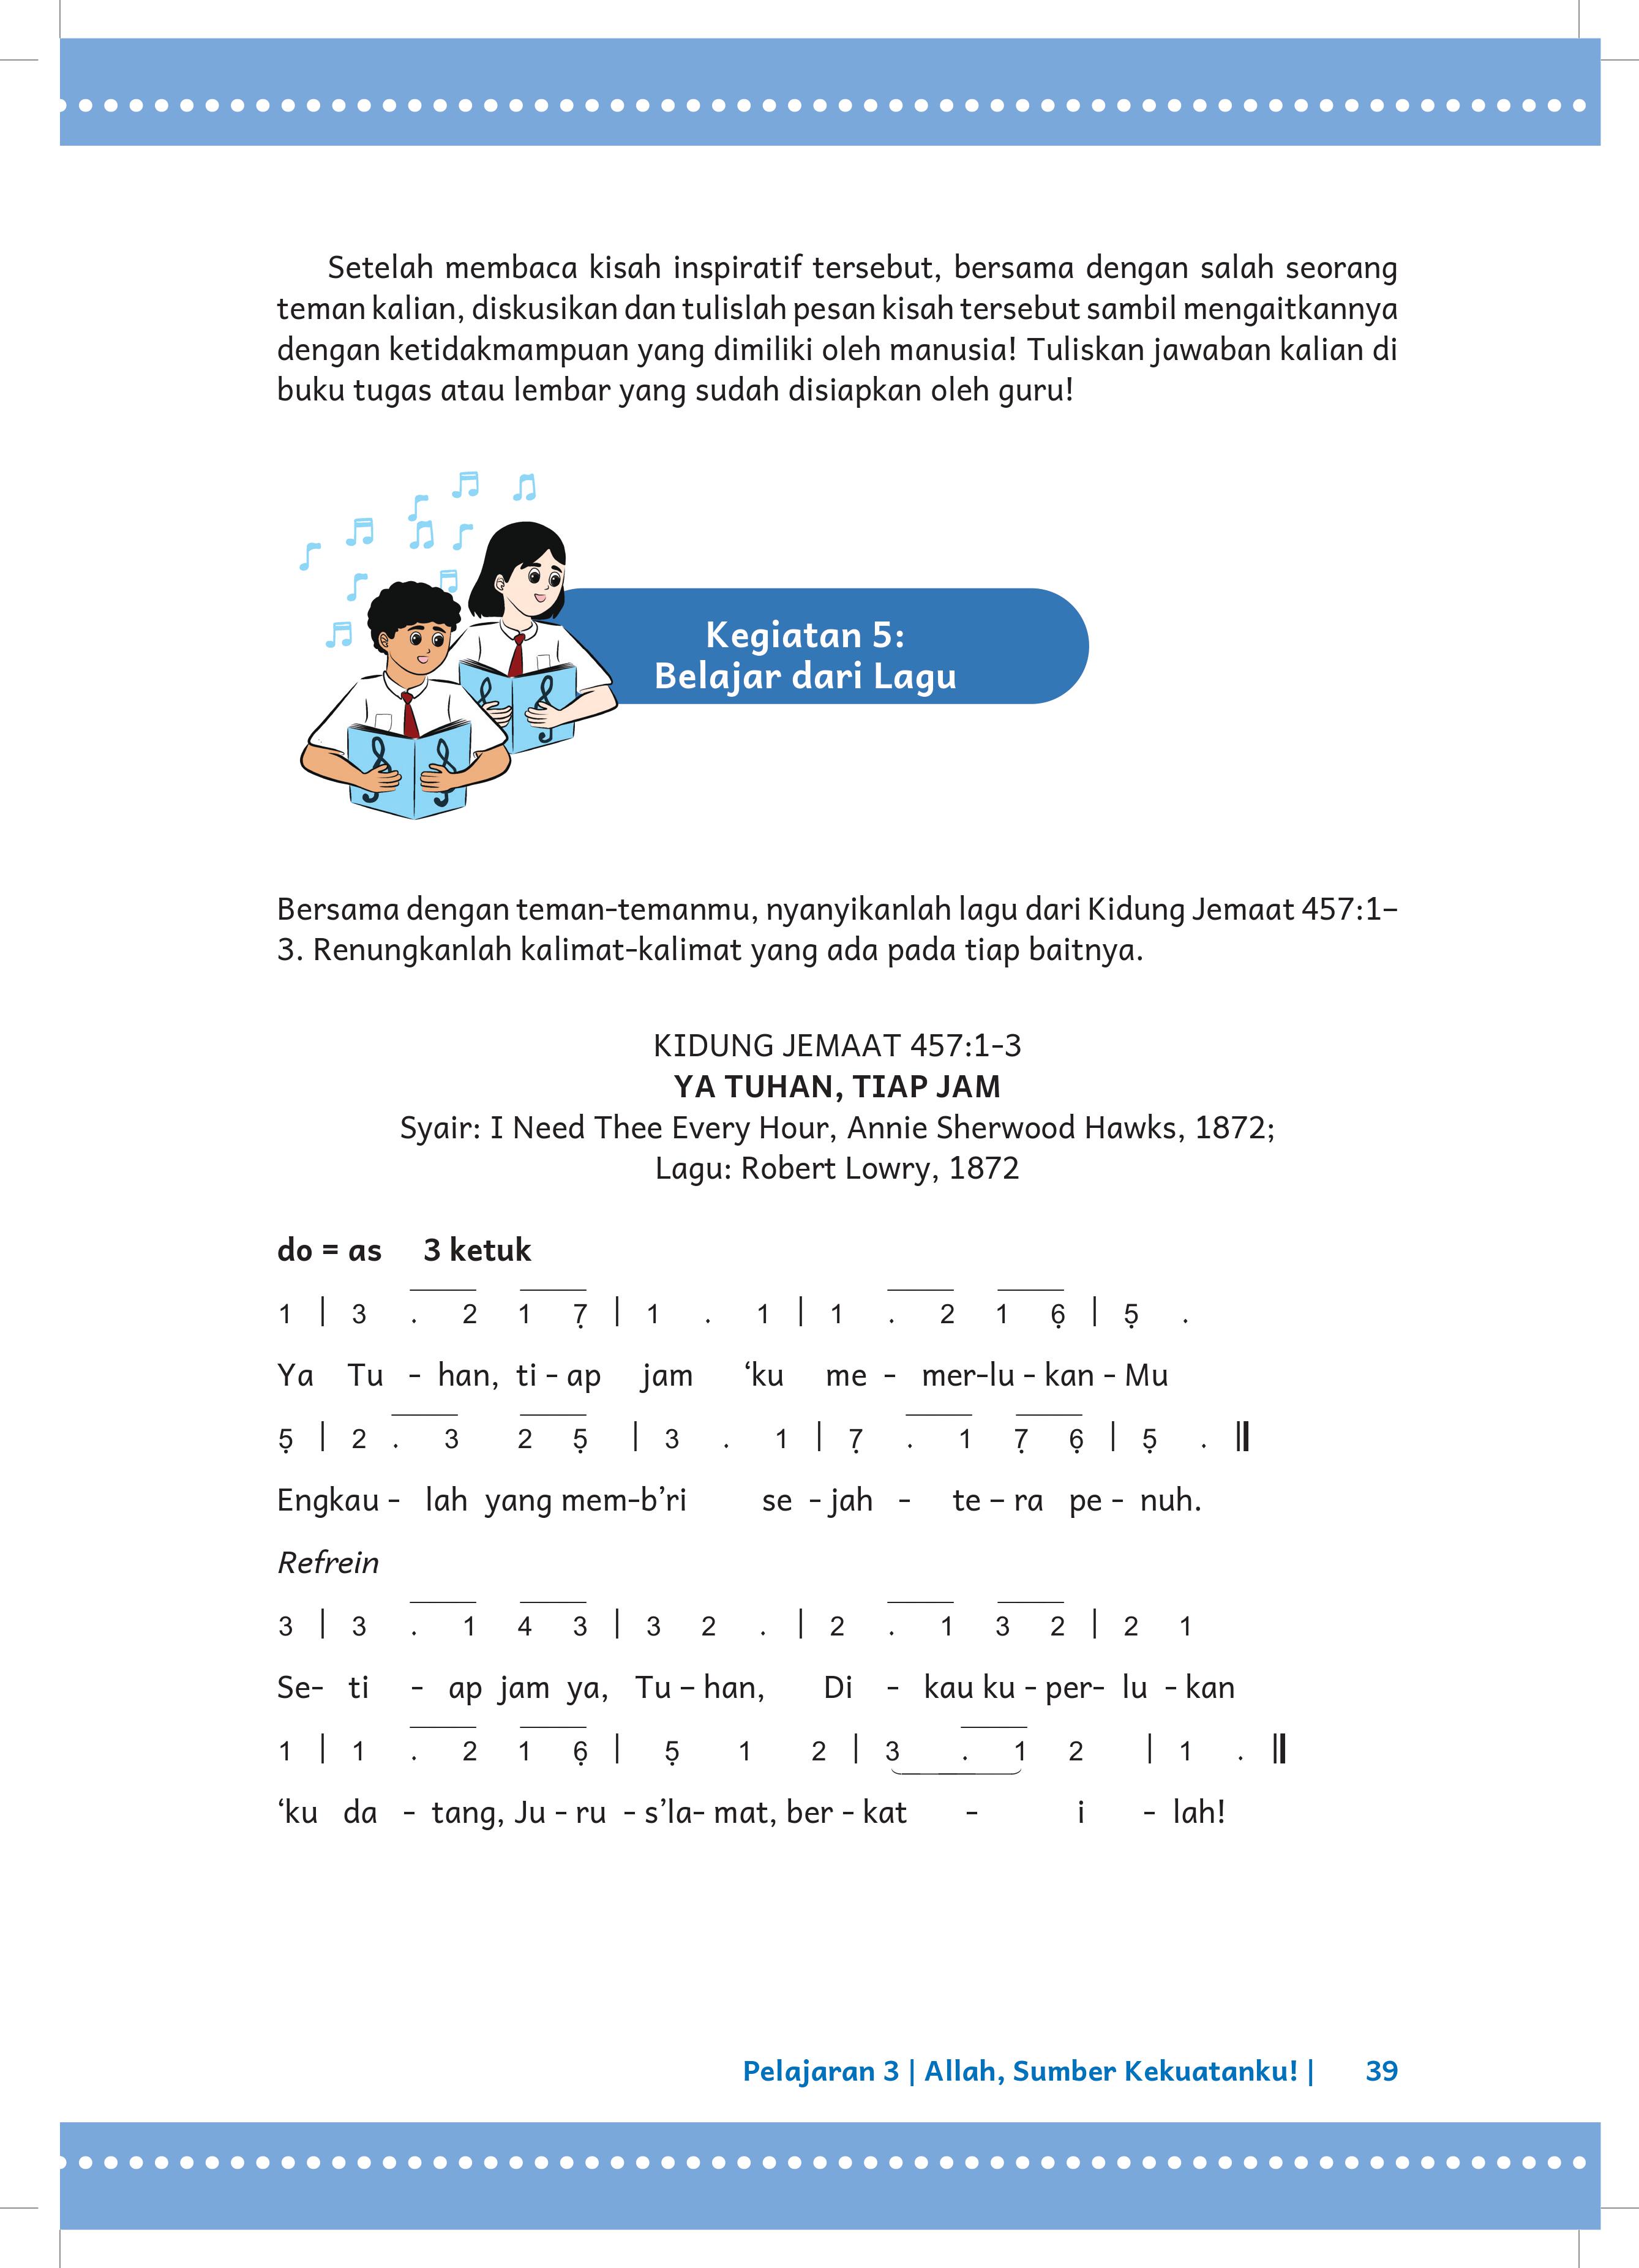 Setelah membaca kisah inspiratif tersebut, bersama dengan salah seorang
teman kalian, diskusikan dan tulislah pesan kisah tersebut sambil mengaitkannya
dengan ketidakmampuan yang dimiliki oleh manusia! Tuliskan jawaban kalian di
buku tugas atau lembar yang sudah disiapkan oleh guru!
Kegiatan 5:
Belajar dari Lagu
Bersama dengan teman-temanmu, nyanyikanlah lagu dari Kidung Jemaat 457:1–
3. Renungkanlah kalimat-kalimat yang ada pada tiap baitnya.
KIDUNG JEMAAT 457:1-3
YA TUHAN, TIAP JAM
Syair: I Need Thee Every Hour, Annie Sherwood Hawks, 1872;
Lagu: Robert Lowry, 1872
do = as 3 ketuk
1 | 3 . 2 1 7̣ | 1 . 1 | 1 . 2 1 6̣ | 5̣ .
Ya Tu - han, ti - ap jam ‘ku me - mer-lu - kan - Mu
5̣ | 2 . 3 2 5̣ | 3 . 1 | 7̣ . 1 7̣ 6̣ | 5̣ . ||
Engkau - lah yang mem-b’ri se - jah - te – ra pe - nuh.
Refrein
3 | 3 . 1 4 3 | 3 2 . | 2 . 1 3 2 | 2 1
Se- ti - ap jam ya, Tu – han, Di - kau ku - per- lu - kan
1 | 1 . 2 1 6̣ | 5̣ 1 2 | 3 . 1 2 | 1 . ||
‘ku da - tang, Ju - ru - s’la- mat, ber - kat - i - lah!
Pelajaran 3 | Allah, Sumber Kekuatanku! | 39